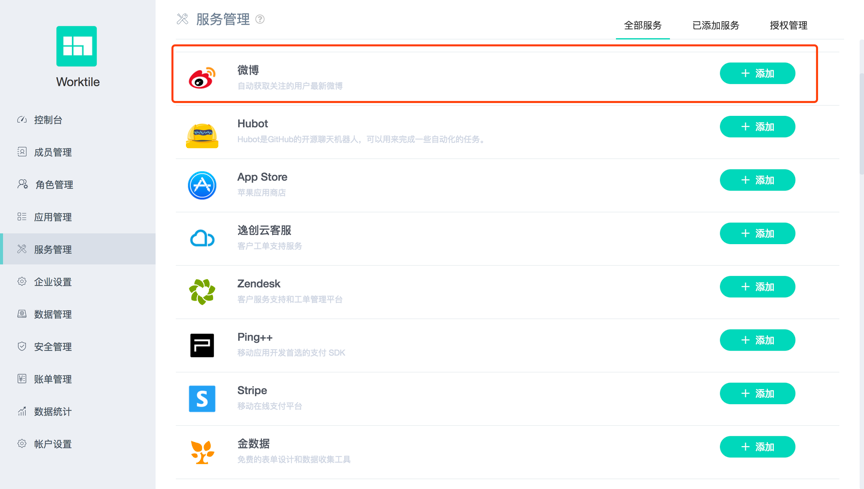 服务管理
全部服务
已添加服务
授权管理
Worktile
控制台
成员管理
角色管理
应用管理
服务管理
企业设置
数据管理
安全管理
账单管理
数据统计
帐户设置
微博
自动获取关注的用户最新微博
+ 添加
Hubot
Hubot是GitHub的开源聊天机器人，可以用来完成一些自动化的任务。
+ 添加
App Store
苹果应用商店
+ 添加
逸创云客服
客户工单支持服务
+ 添加
Zendesk
客户服务支持和工单管理平台
+ 添加
Ping++
移动应用开发首选的支付 SDK
+ 添加
Stripe
移动在线支付平台
+ 添加
金数据
免费的表单设计和数据收集工具
+ 添加